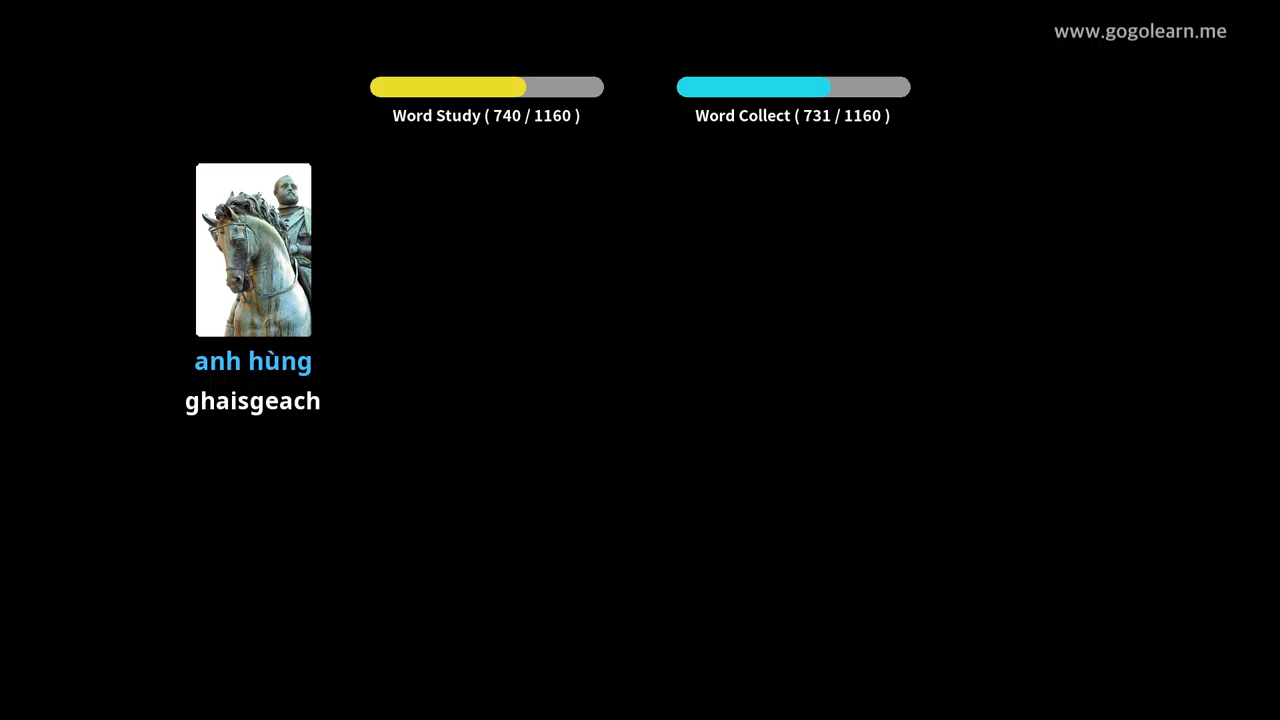 www.gogolearn.me
Word Study ( 740 / 1160 )
Word Collect ( 731 / 1160 )
anh hùng
ghaisgeach